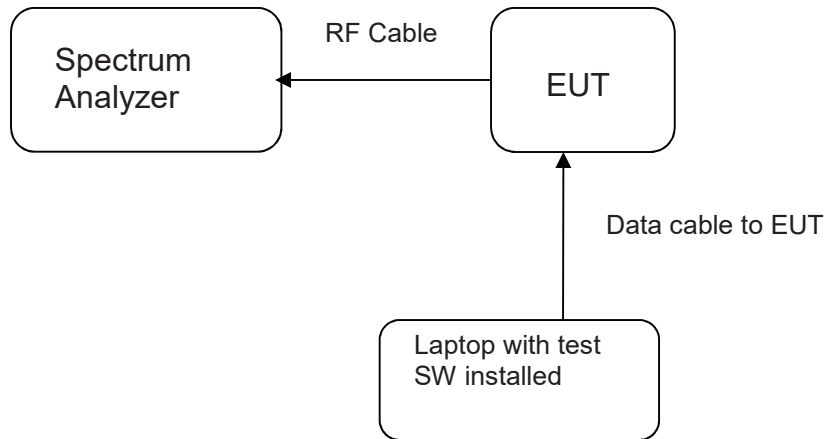 RF Cable
Spectrum
Analyzer
EUT
Data cable to EUT
Laptop with test
SW installed